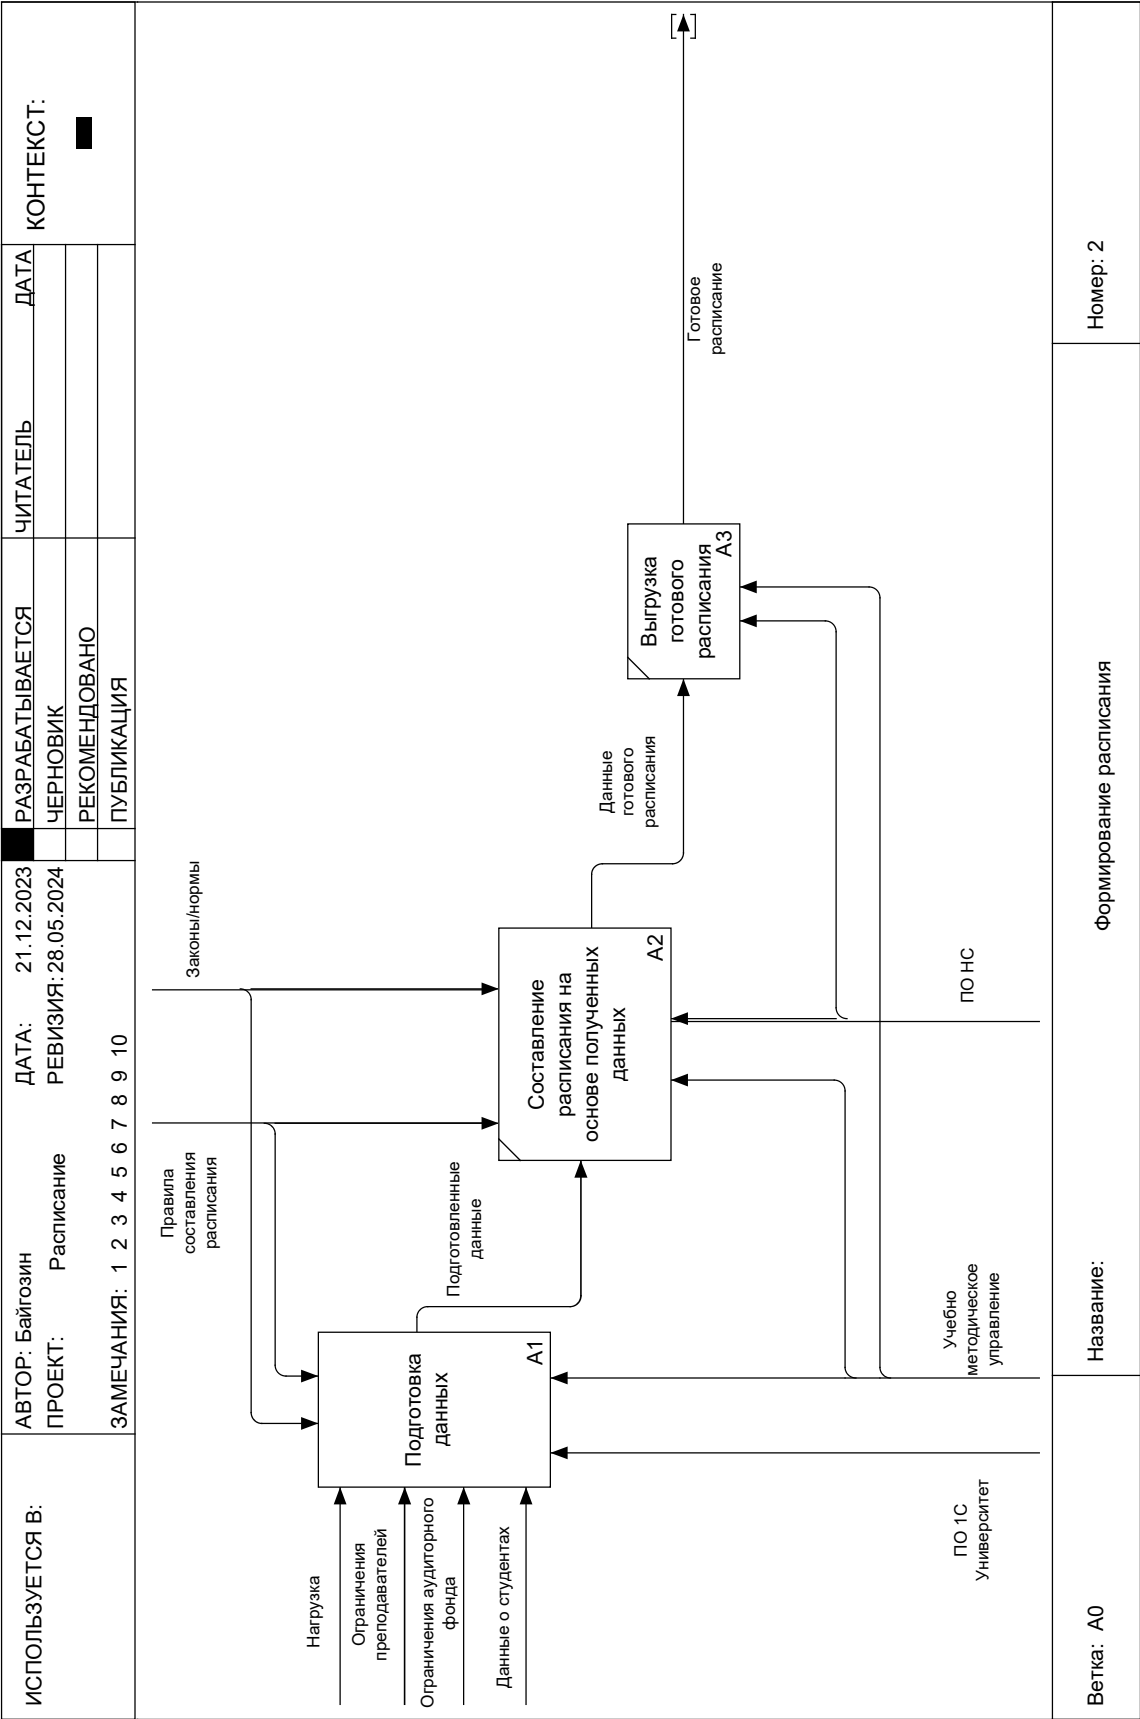 ИСПОЛЬЗУЕТСЯ В:
АВТОР: Байгозин
ДАТА: 21.12.2023
ПРОЕКТ: Расписание
РЕВИЗИЯ: 28.05.2024
ЗАМЕЧАНИЯ: 1 2 3 4 5 6 7 8 9 10
РАЗРАБАТЫВАЕТСЯ
ЧЕРНОВИК
РЕКОМЕНДОВАНО
ПУБЛИКАЦИЯ
ЧИТАТЕЛЬ
ДАТА
КОНТЕКСТ:
Правила
составления
расписания
Законы/нормы
Нагрузка
Ограничения
преподавателей
Ограничения аудиторного
фонда
Данные о студентах
Подготовка
данных
A1
Подготовленные
данные
Составление
расписания на
основе полученных
данных
A2
Данные
готового
расписания
Выгрузка
готового
расписания
A3
Готовое
расписание
ПО 1С
Университет
Учебно
методическое
управление
ПО НС
Ветка: A0
Название:
Формирование расписания
Номер: 2